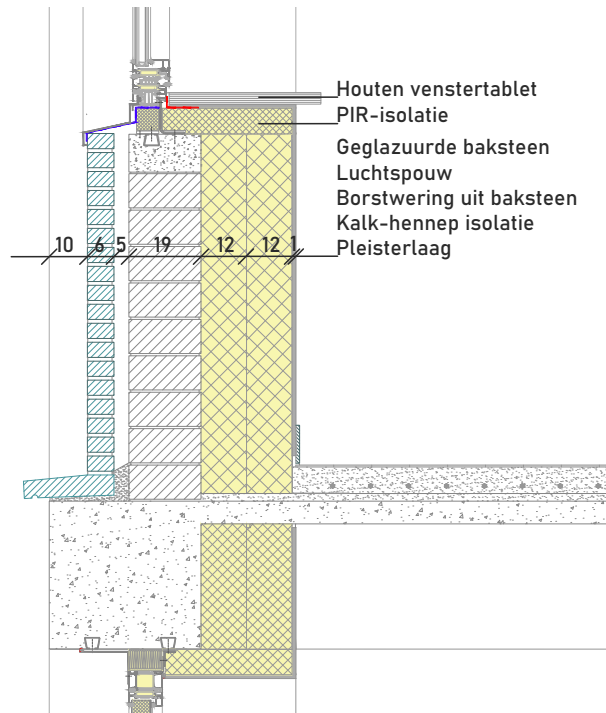 Houten venstertablet
PIR-isolatie
Geglazuurde baksteen
Luchtspouw
Borstwering uit baksteen
Kalk-hennep isolatie
Pleisterlaag
10 6 5 19 12 12 1